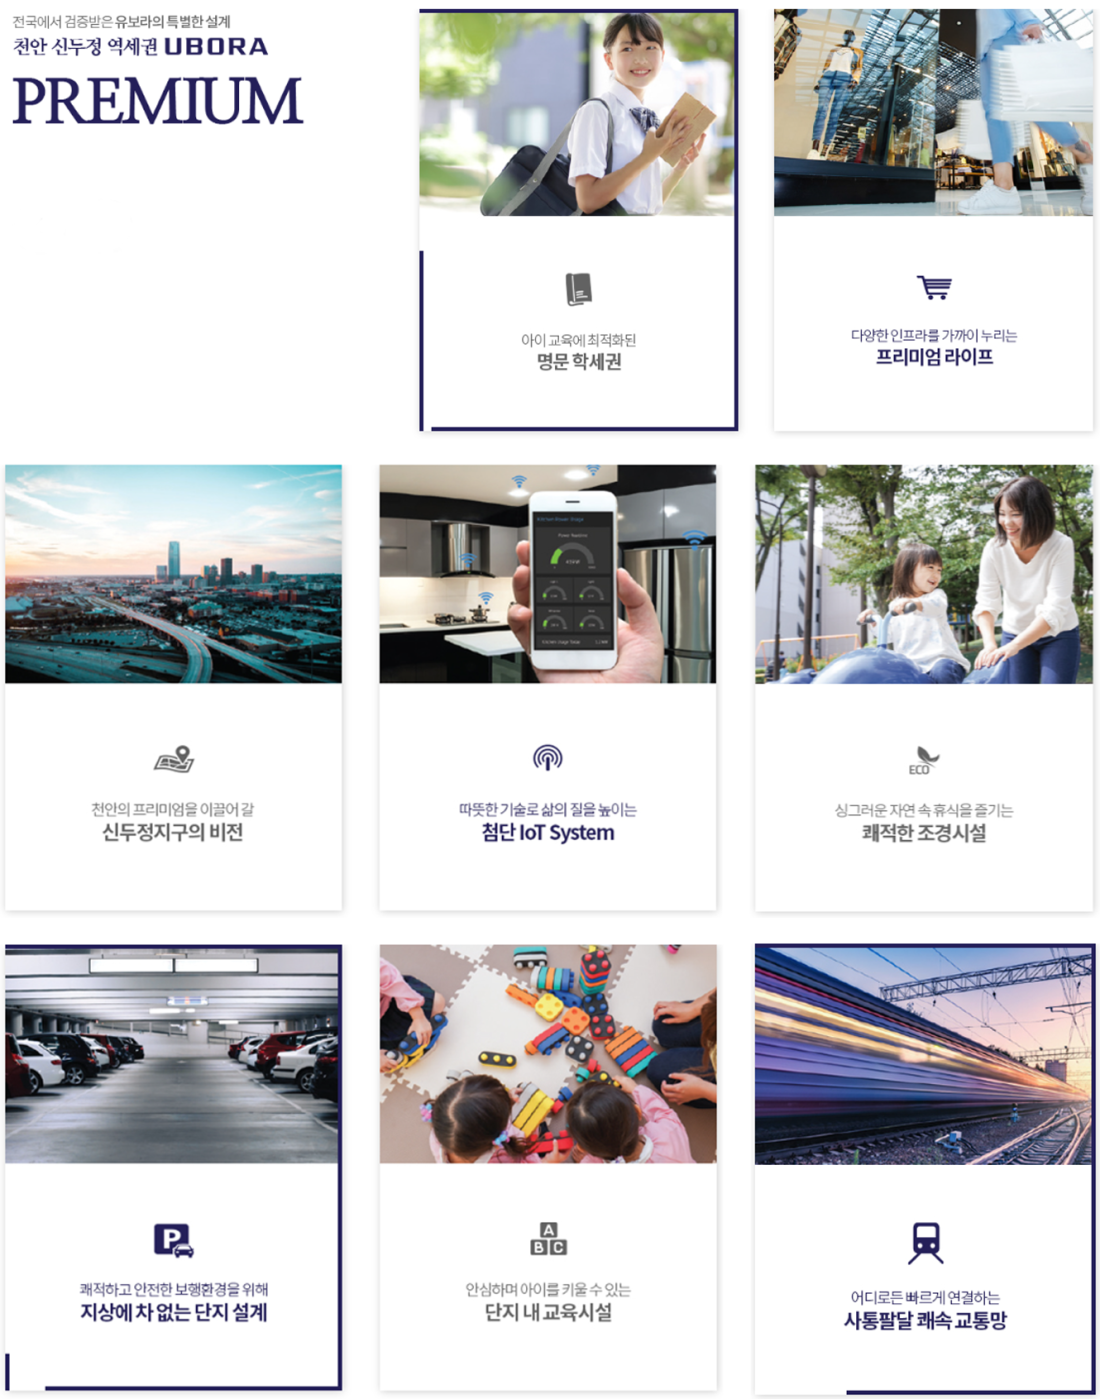 전국에서 검증받은 유보라의 특별한 설계
천안 신두정 역세권 UBORA
PREMIUM
아이 교육에 최적화된
명문 학세권
다양한 인프라를 가까이 누리는
프리미엄 라이프
천안의 프리미엄을 이끌어 갈
신두정지구의 비전
따뜻한 기술로 삶의 질을 높이는
첨단 IoT System
ECO
싱그러운 자연 속 휴식을 즐기는
쾌적한 조경시설
P
쾌적하고 안전한 보행환경을 위해
지상에 차 없는 단지 설계
A
B C
안심하며 아이를 키울 수 있는
단지 내 교육시설
어디로든 빠르게 연결하는
사통팔달 쾌속 교통망